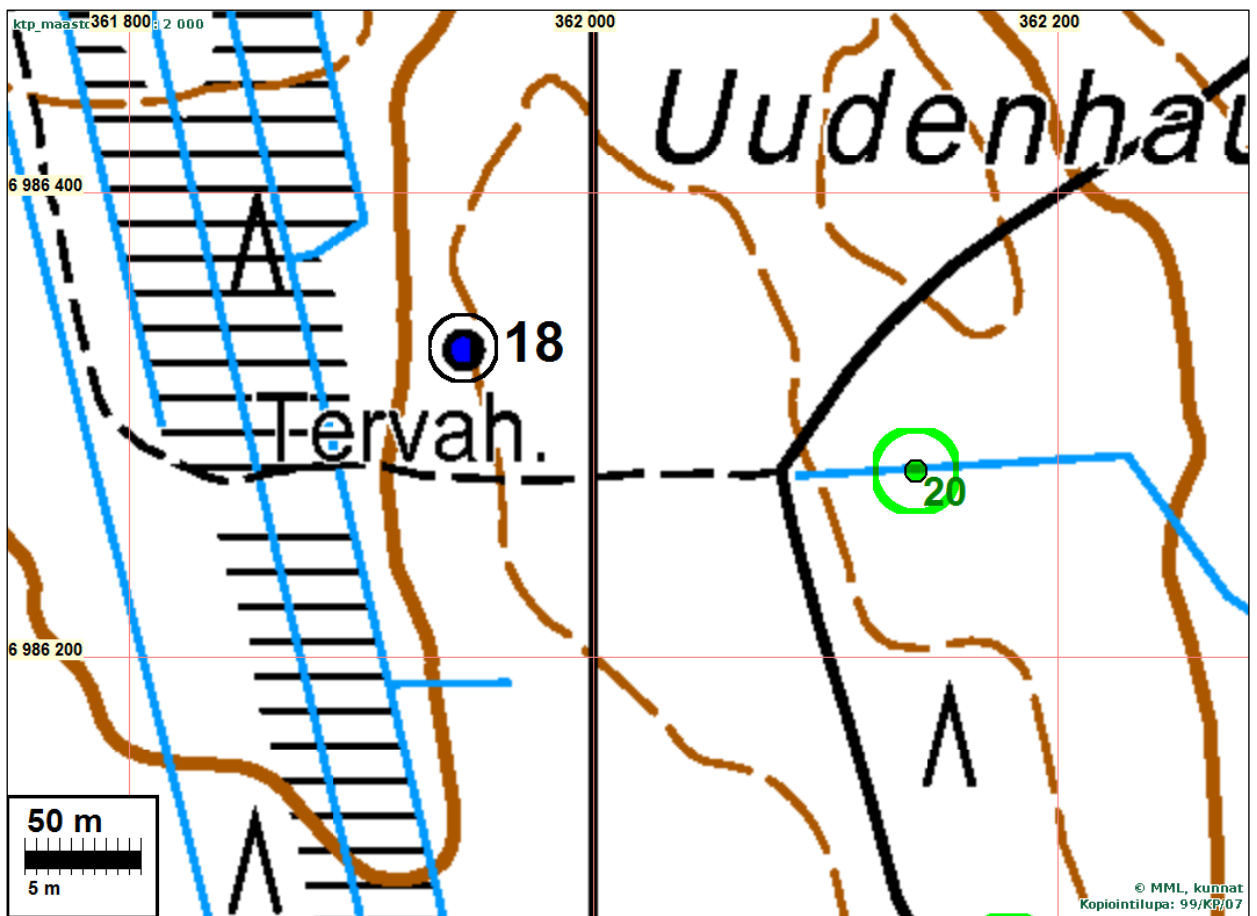 ktp_maasto 361 800 : 2 000 362 000 362 200
Uudenhau
6 986 400
18
Tervah.
20
6 986 200
50 m
5 m
© MML, kunnat
Kopiointilupa: 99/KP/07